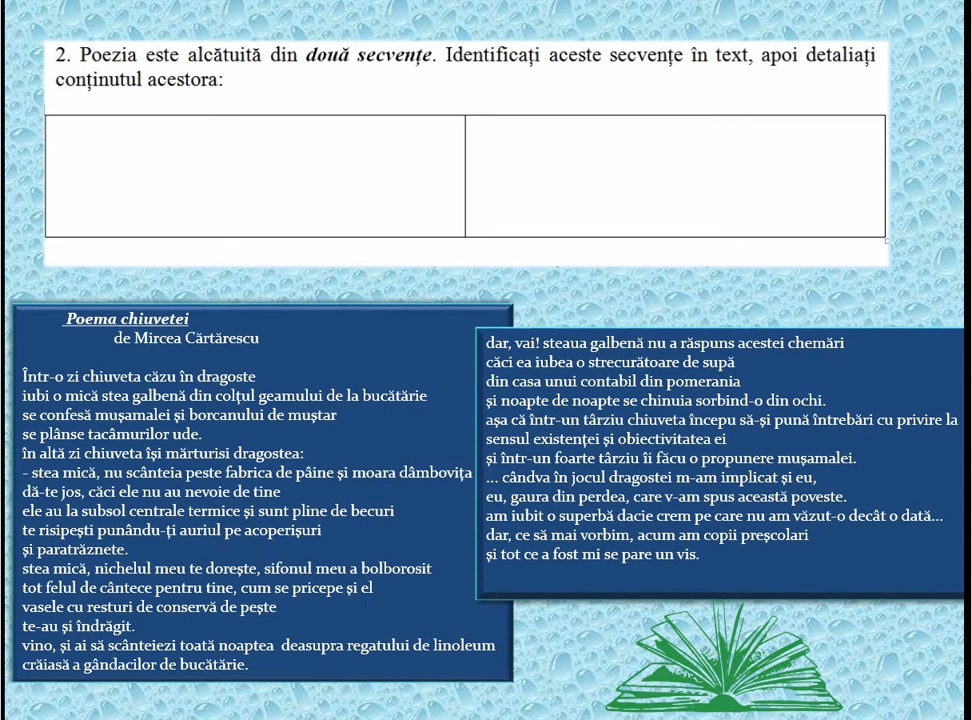 2. Poezia este alcătuită din două secvențe. Identificați aceste secvențe în text, apoi detaliați
conținutul acestora:
Poema chiuvetei
de Mircea Cărtărescu
Într-o zi chiuveta căzu în dragoste
iubi o mică stea galbenă din colțul geamului de la bucătărie
se confesă mușamalei și borcanului de muștar
se plânse tacâmurilor ude.
în altă zi chiuveta își mărturisi dragostea:
- stea mică, nu scânteia peste fabrica de pâine și moara dâmbovița
dă-te jos, căci ele nu au nevoie de tine
ele au la subsol centrale termice și sunt pline de becuri
te risipești punându-ți auriul pe acoperișuri
și paratrăznete.
stea mică, nichelul meu te dorește, sifonul meu a bolborosit
tot felul de cântece pentru tine, cum se pricepe și el
vasele cu resturi de conservă de pește
te-au și îndrăgit.
vino, și ai să scânteiezi toată noaptea deasupra regatului de linoleum
crăiasă a gândacilor de bucătărie.
dar, vai! steaua galbenă nu a răspuns acestei chemări
căci ea iubea o strecurătoare de supă
din casa unui contabil din pomerania
și noapte de noapte se chinuia sorbind-o din ochi.
așa că într-un târziu chiuveta începu să-și pună întrebări cu privire la
sensul existenței și obiectivitatea ei
și într-un foarte târziu îi făcu o propunere mușamalei.
... cândva în jocul dragostei m-am implicat și eu,
eu, gaura din perdea, care v-am spus această poveste.
am iubit o superbă dacie crem pe care nu am văzut-o decât o dată...
dar, ce să mai vorbim, acum am copii preșcolari
și tot ce a fost mi se pare un vis.